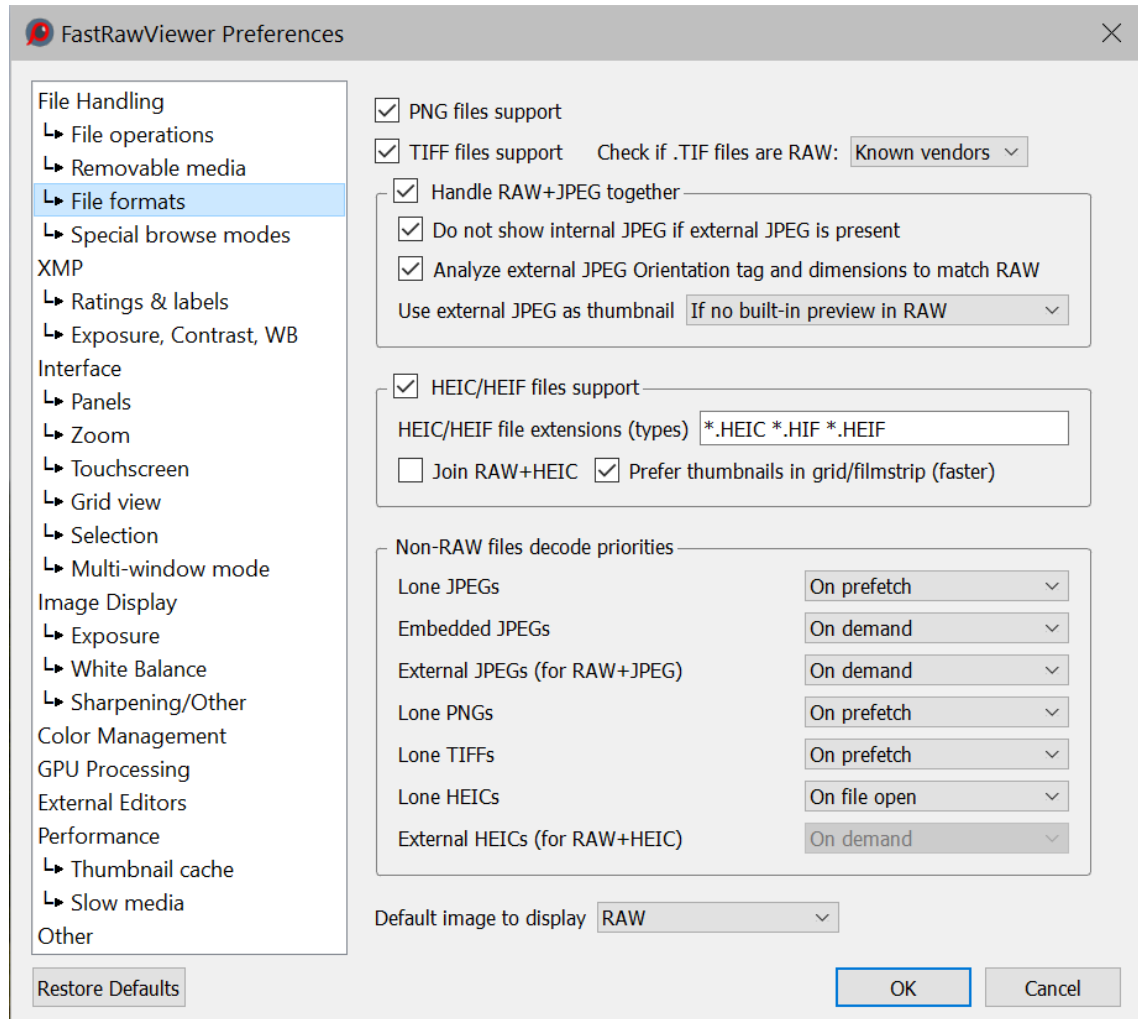 FastRawViewer Preferences
File Handling
File operations
Removable media
File formats
Special browse modes
XMP
Ratings & labels
Exposure, Contrast, WB
Interface
Panels
Zoom
Touchscreen
Grid view
Selection
Multi-window mode
Image Display
Exposure
White Balance
Sharpening/Other
Color Management
GPU Processing
External Editors
Performance
Thumbnail cache
Slow media
Other
PNG files support
TIFF files support Check if .TIF files are RAW: Known vendors
Handle RAW+JPEG together
Do not show internal JPEG if external JPEG is present
Analyze external JPEG Orientation tag and dimensions to match RAW
Use external JPEG as thumbnail If no built-in preview in RAW
HEIC/HEIF files support
HEIC/HEIF file extensions (types) *.HEIC *.HIF *.HEIF
Join RAW+HEIC Prefer thumbnails in grid/filmstrip (faster)
Non-RAW files decode priorities
Lone JPEGs On prefetch
Embedded JPEGs On demand
External JPEGs (for RAW+JPEG) On demand
Lone PNGs On prefetch
Lone TIFFs On prefetch
Lone HEICs On file open
External HEICs (for RAW+HEIC) On demand
Default image to display RAW
Restore Defaults OK Cancel